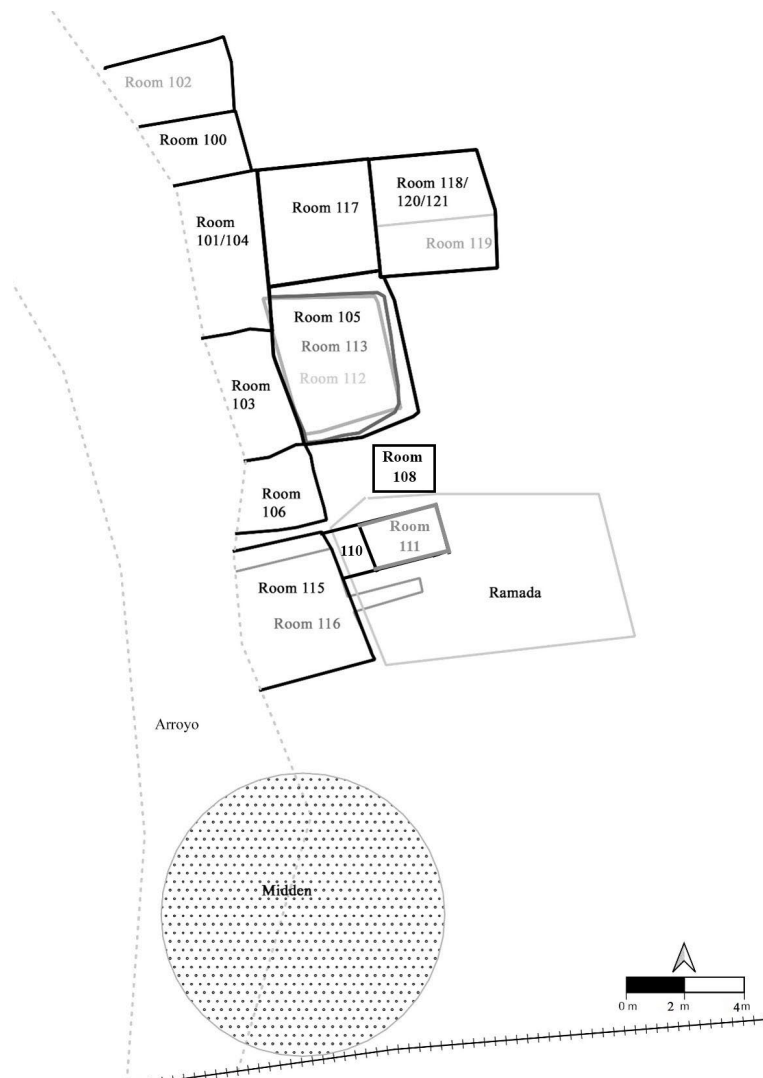 Room 102
Room 100
Room 118/
120/121
Room 117
Room
101/104
Room 119
Room 105
Room 113
Room 112
Room
103
Room
108
Room
106
Room
111
110
Room 115
Ramada
Room 116
Arroyo
Midden
0 m 2 m 4m